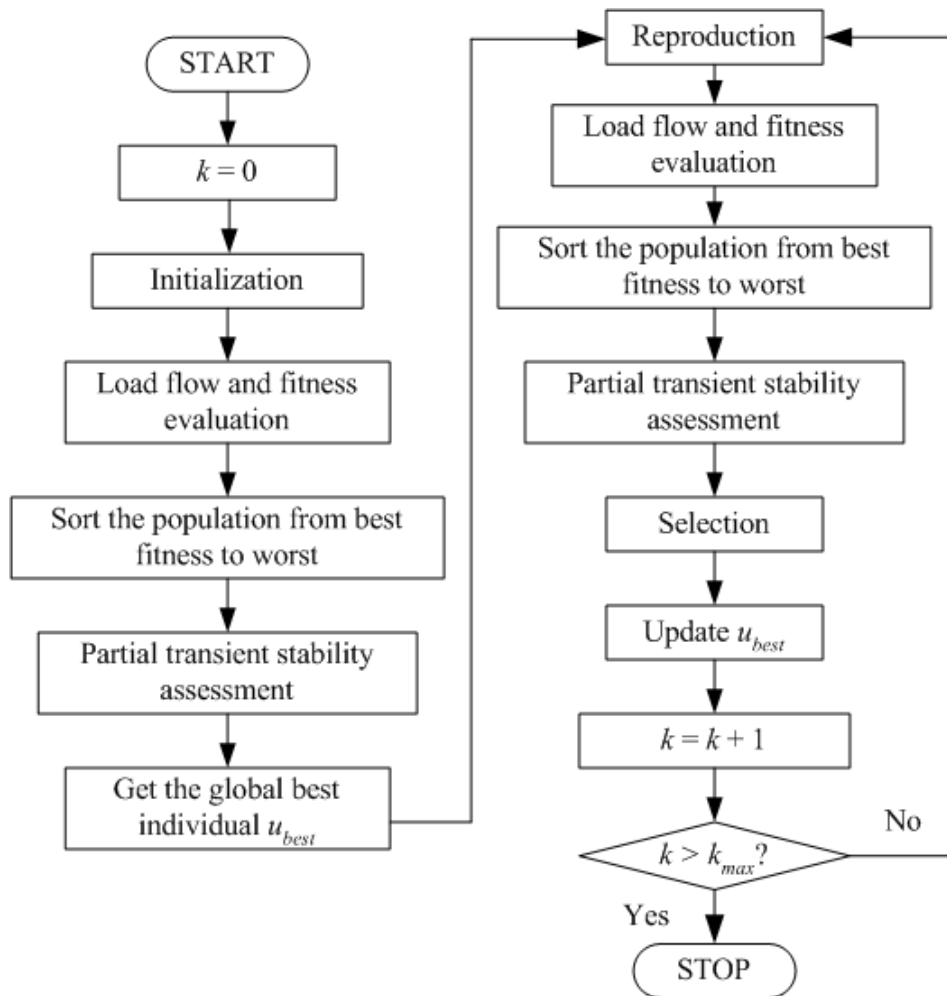 START
k = 0
Initialization
Load flow and fitness
evaluation
Sort the population from best
fitness to worst
Partial transient stability
assessment
Get the global best
individual u_best
Reproduction
Load flow and fitness
evaluation
Sort the population from best
fitness to worst
Partial transient stability
assessment
Selection
Update u_best
k = k + 1
k > k_max?
No
Yes
STOP